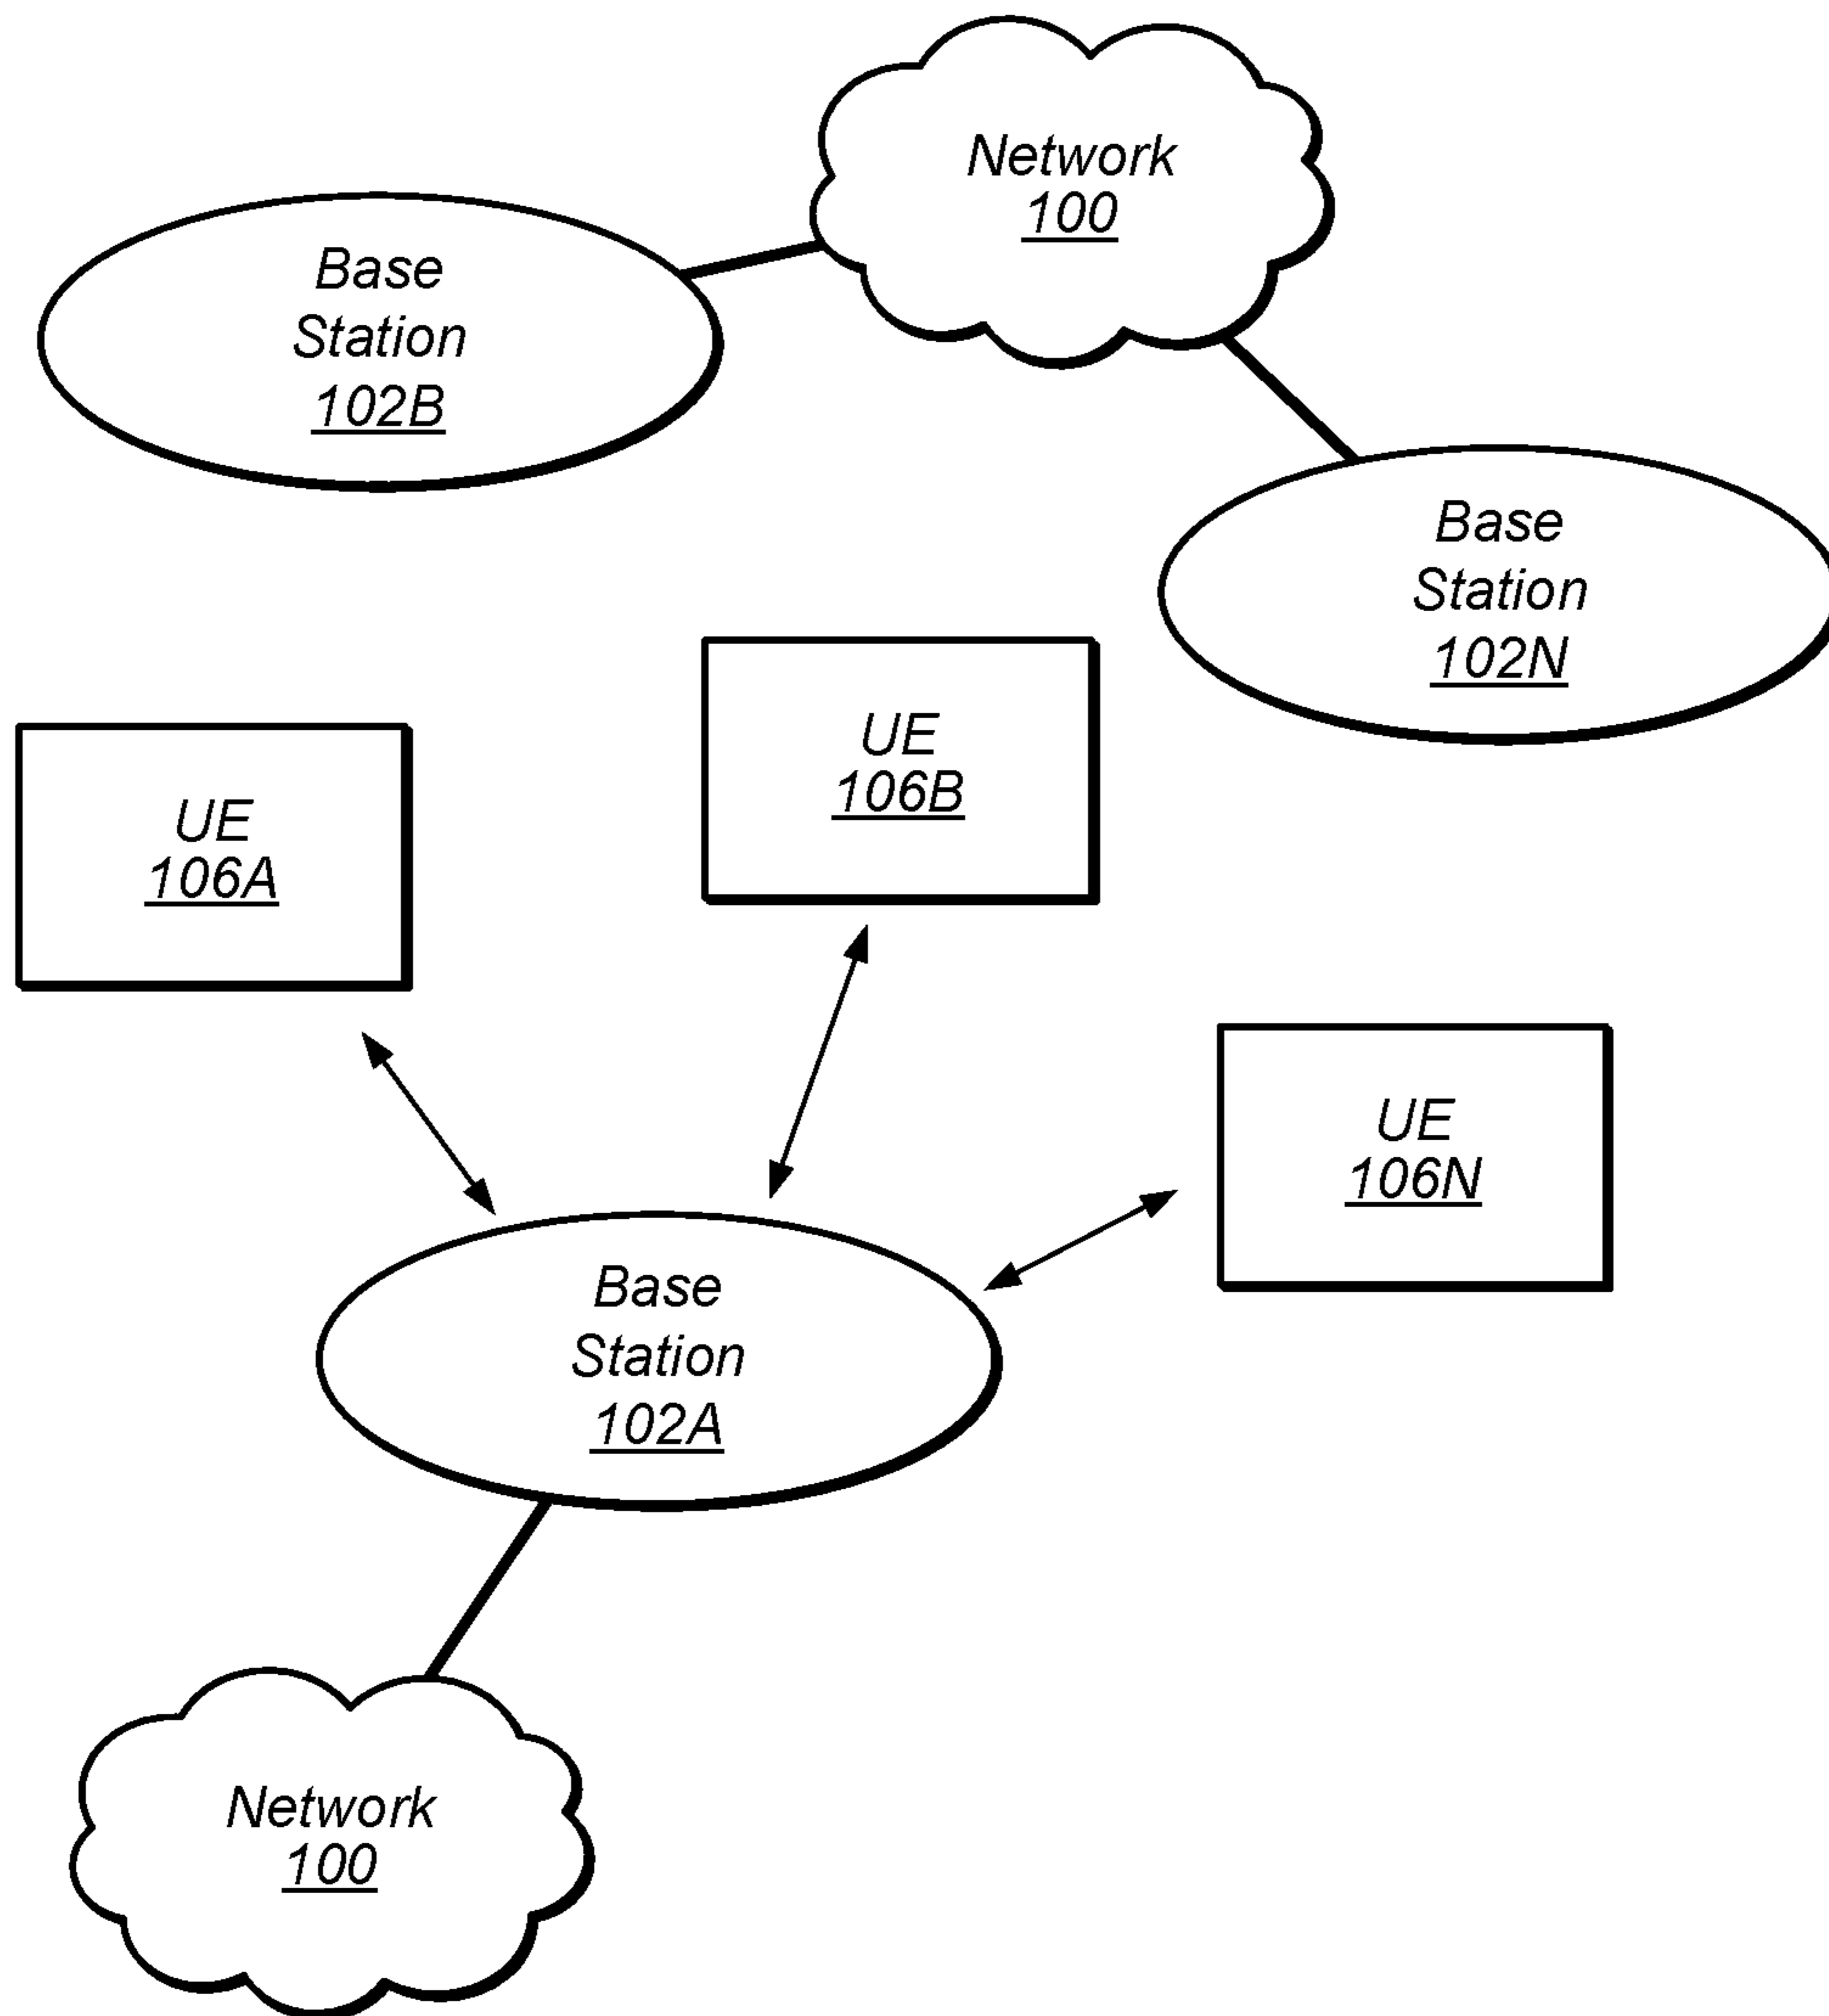 Network
100
Base
Station
102B
Base
Station
102N
UE
106B
UE
106A
UE
106N
Base
Station
102A
Network
100